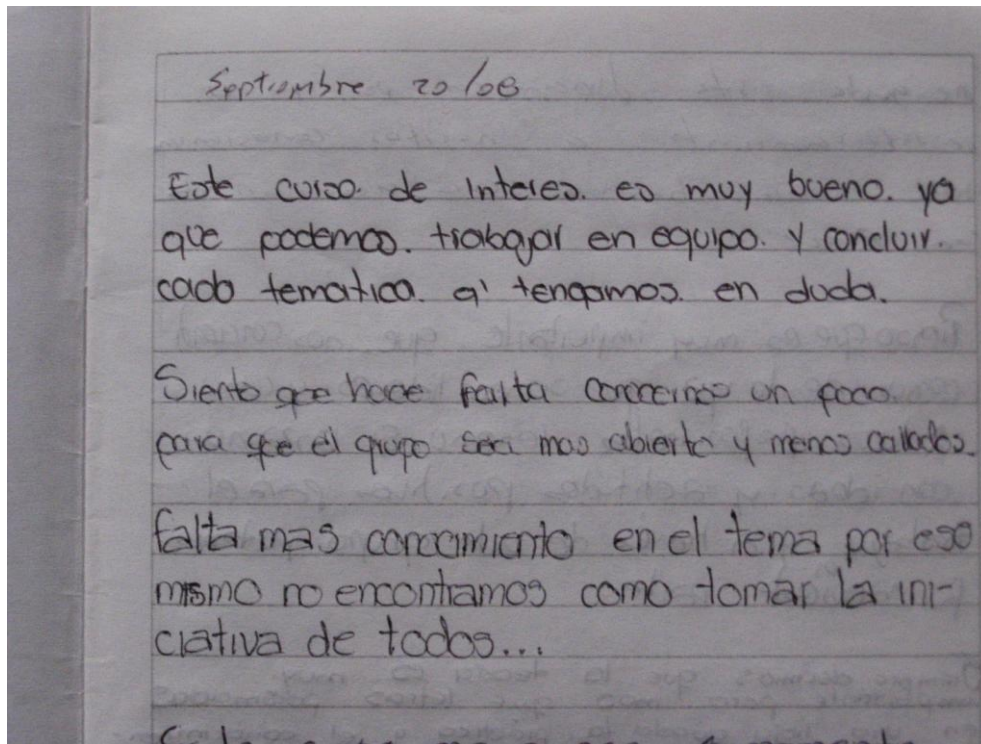 Septiembre 20/08
Este curso. de interes. es muy bueno. ya
que podemos. trabajar en equipo. y concluir.
cada tematica. q' tengamos. en duda.
Siento que hace falta conocernos un poco.
para que el grupo sea mas abierto y menos callados.
falta mas conocimiento en el tema por eso
mismo no encontramos como tomar la ini-
ciativa de todos...